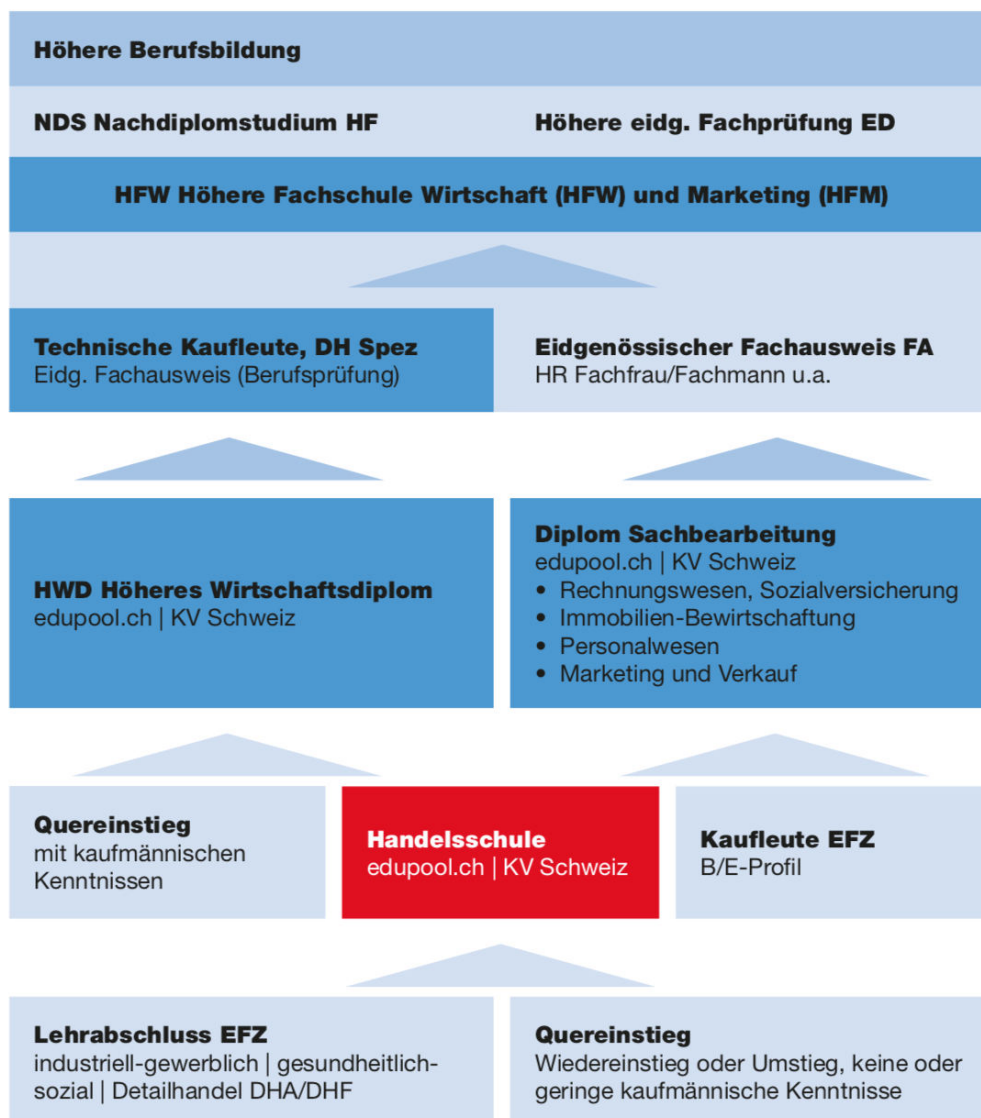 Höhere Berufsbildung
NDS Nachdiplomstudium HF
Höhere eidg. Fachprüfung ED
HFW Höhere Fachschule Wirtschaft (HFW) und Marketing (HFM)
Technische Kaufleute, DH Spez
Eidg. Fachausweis (Berufsprüfung)
Eidgenössischer Fachausweis FA
HR Fachfrau/Fachmann u.a.
HWD Höheres Wirtschaftsdiplom
edupool.ch | KV Schweiz
Diplom Sachbearbeitung
edupool.ch | KV Schweiz
• Rechnungswesen, Sozialversicherung
• Immobilien-Bewirtschaftung
• Personalwesen
• Marketing und Verkauf
Quereinstieg
mit kaufmännischen
Kenntnissen
Handelsschule
edupool.ch | KV Schweiz
Kaufleute EFZ
B/E-Profil
Lehrabschluss EFZ
industriell-gewerblich | gesundheitlich-
sozial | Detailhandel DHA/DHF
Quereinstieg
Wiedereinstieg oder Umstieg, keine oder
geringe kaufmännische Kenntnisse